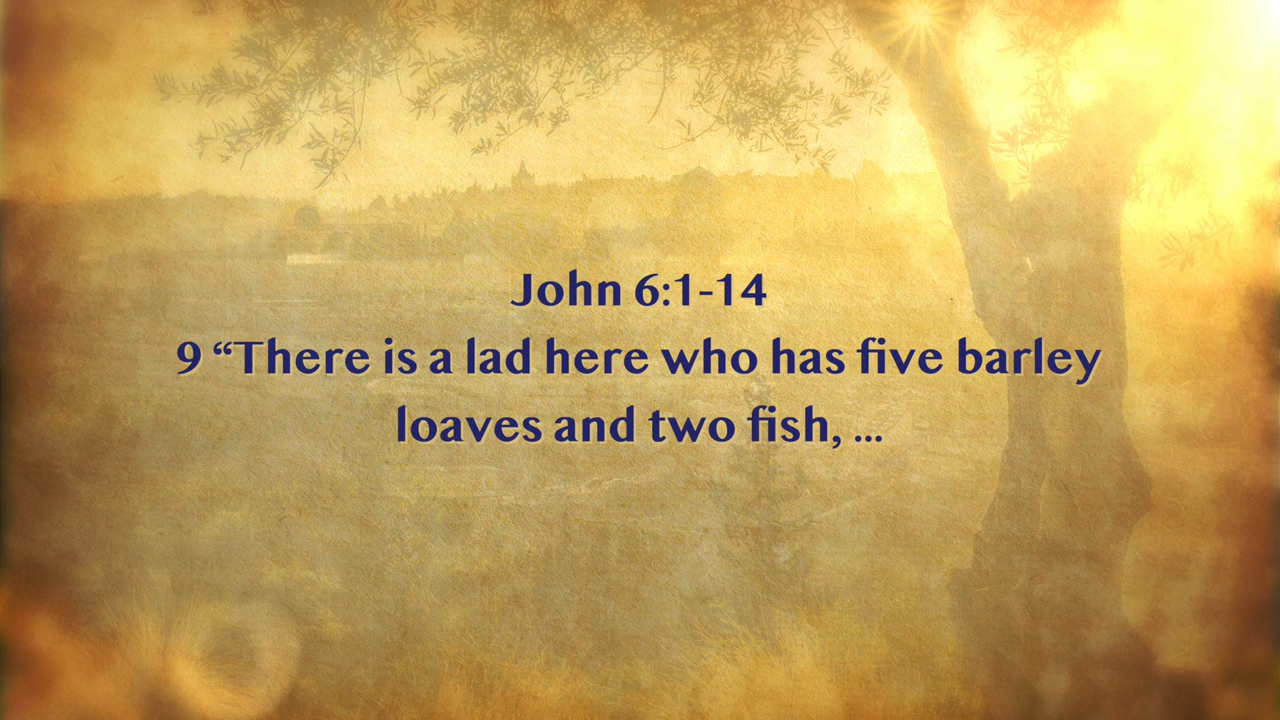 John 6:1-14
9 “There is a lad here who has five barley
loaves and two fish, ...